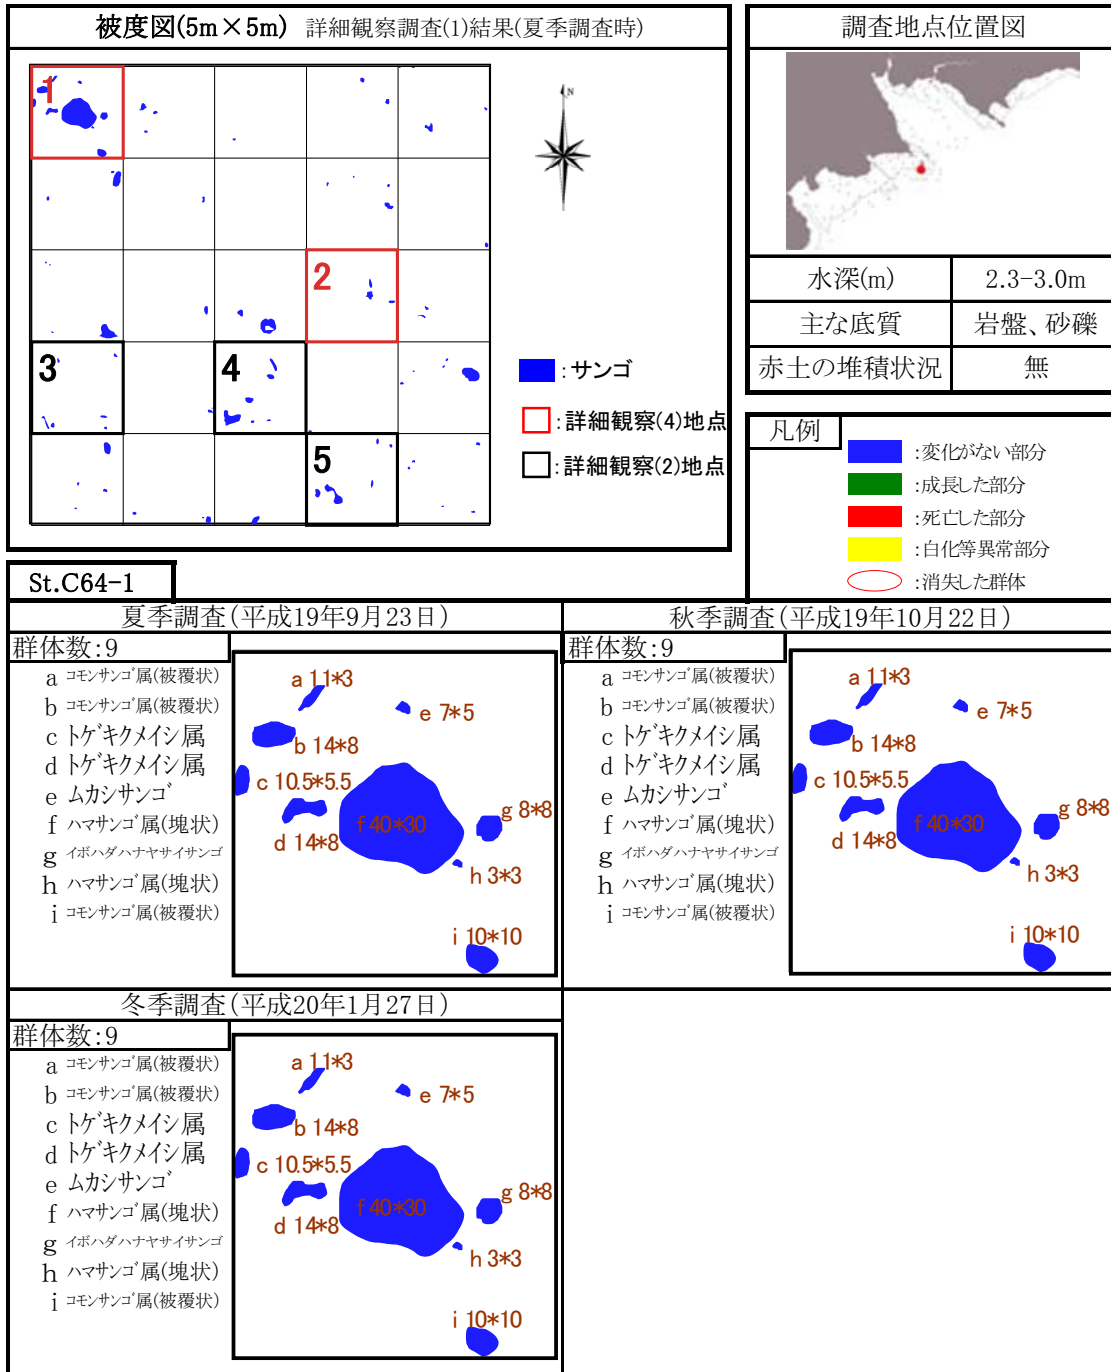 被度図(5m×5m) 詳細観察調査(1)結果(夏季調査時)
1
2
3
4
5
N
:サンゴ
:詳細観察(4)地点
:詳細観察(2)地点
調査地点位置図
水深(m) 2.3-3.0m
主な底質 岩盤、砂礫
赤土の堆積状況 無
凡例
:変化がない部分
:成長した部分
:死亡した部分
:白化等異常部分
:消失した群体
St.C64-1
夏季調査(平成19年9月23日)
群体数:9
a コモンサンゴ属(被覆状)
b コモンサンゴ属(被覆状)
c トゲキクメイシ属
d トゲキクメイシ属
e ムカシサンゴ
f ハマサンゴ属(塊状)
g イボハダハナヤサイサンゴ
h ハマサンゴ属(塊状)
i コモンサンゴ属(被覆状)
a 11*3
e 7*5
b 14*8
c 10.5*5.5
g 8*8
f 40*30
d 14*8
h 3*3
i 10*10
秋季調査(平成19年10月22日)
群体数:9
a コモンサンゴ属(被覆状)
b コモンサンゴ属(被覆状)
c トゲキクメイシ属
d トゲキクメイシ属
e ムカシサンゴ
f ハマサンゴ属(塊状)
g イボハダハナヤサイサンゴ
h ハマサンゴ属(塊状)
i コモンサンゴ属(被覆状)
a 11*3
e 7*5
b 14*8
c 10.5*5.5
g 8*8
f 40*30
d 14*8
h 3*3
i 10*10
冬季調査(平成20年1月27日)
群体数:9
a コモンサンゴ属(被覆状)
b コモンサンゴ属(被覆状)
c トゲキクメイシ属
d トゲキクメイシ属
e ムカシサンゴ
f ハマサンゴ属(塊状)
g イボハダハナヤサイサンゴ
h ハマサンゴ属(塊状)
i コモンサンゴ属(被覆状)
a 11*3
e 7*5
b 14*8
c 10.5*5.5
g 8*8
f 40*30
d 14*8
h 3*3
i 10*10